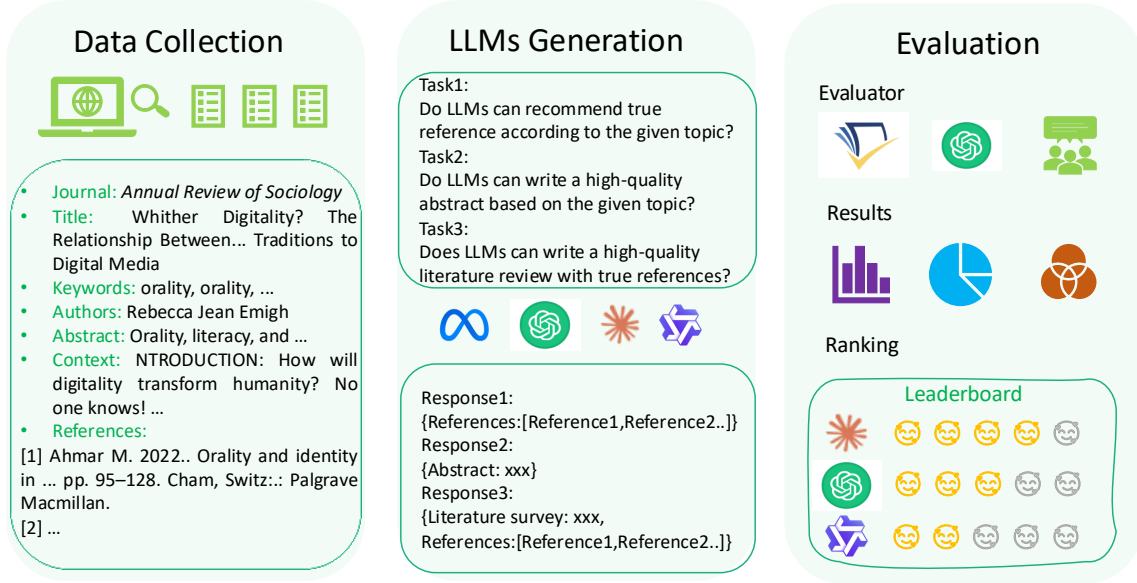 Data Collection
Journal: Annual Review of Sociology
Title: Whither Digitality? The
Relationship Between... Traditions to
Digital Media
Keywords: orality, orality, ...
Authors: Rebecca Jean Emigh
Abstract: Orality, literacy, and ...
Context: NTRODUCTION: How will
digitality transform humanity? No
one knows! ...
References:
[1] Ahmar M. 2022.. Orality and identity
in ... pp. 95–128. Cham, Switz:.: Palgrave
Macmillan.
[2] ...
LLMs Generation
Task1:
Do LLMs can recommend true
reference according to the given topic?
Task2:
Do LLMs can write a high-quality
abstract based on the given topic?
Task3:
Does LLMs can write a high-quality
literature review with true references?
Response1:
{References:[Reference1,Reference2..]}
Response2:
{Abstract: xxx}
Response3:
{Literature survey: xxx,
References:[Reference1,Reference2..]}
Evaluation
Evaluator
Results
Ranking
Leaderboard